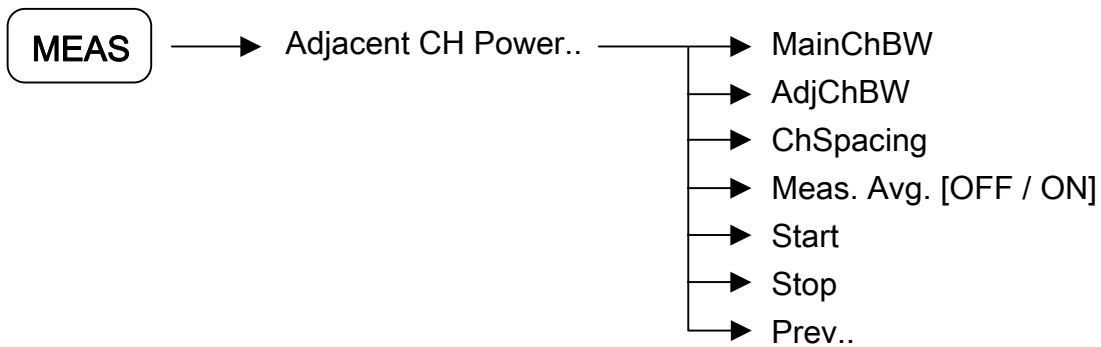 MEAS
Adjacent CH Power..
MainChBW
AdjChBW
ChSpacing
Meas. Avg. [OFF / ON]
Start
Stop
Prev..